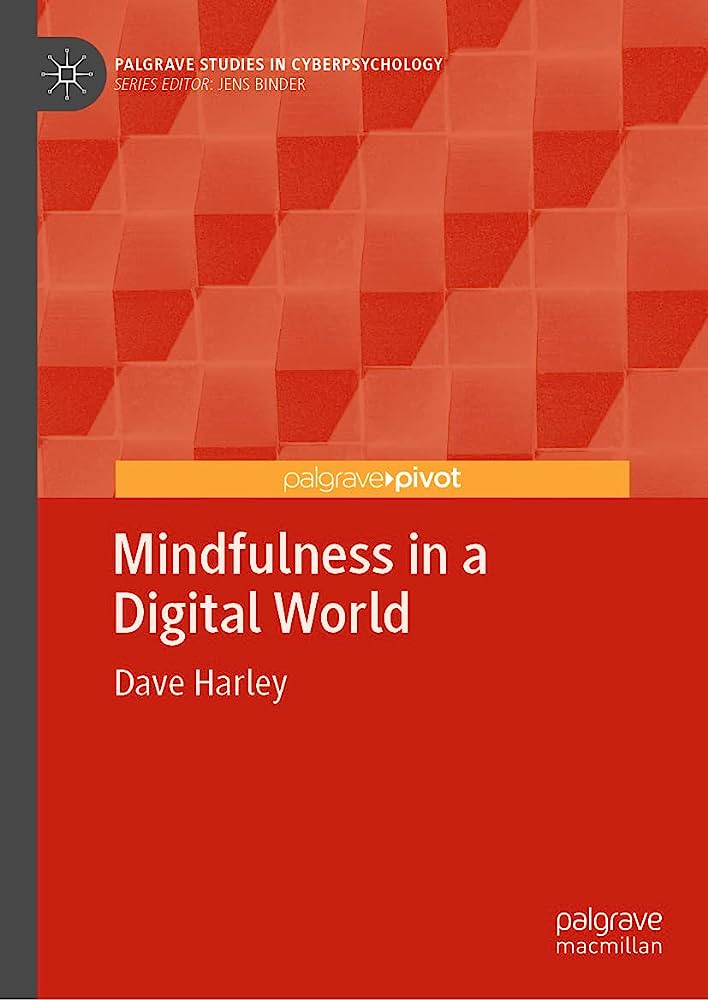 PALGRAVE STUDIES IN CYBERPSYCHOLOGY
SERIES EDITOR: JENS BINDER
palgrave pivot
Mindfulness in a
Digital World
Dave Harley
palgrave
macmillan